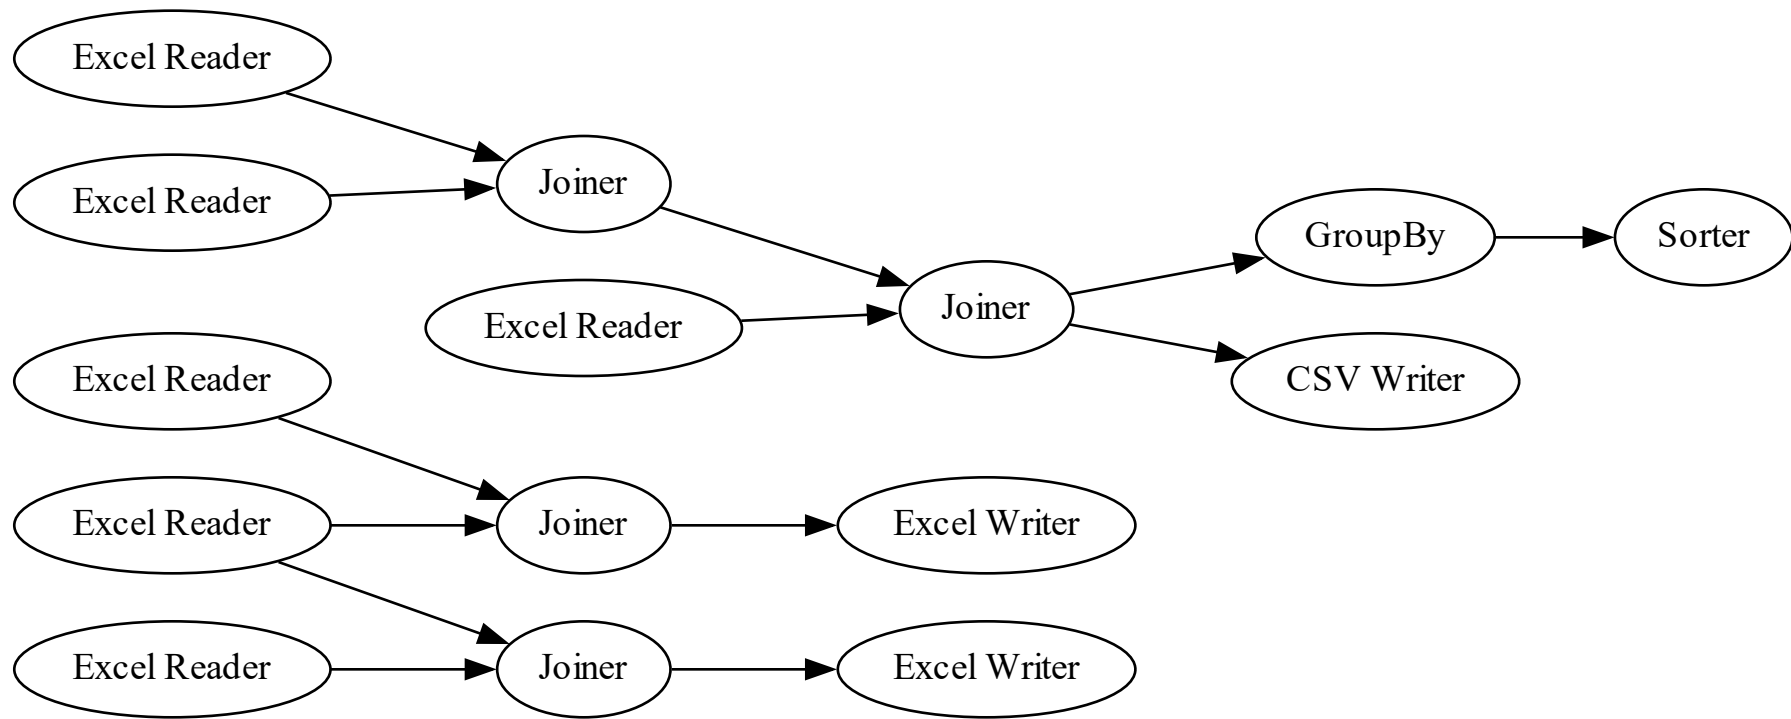 Excel Reader
Excel Reader
Joiner
GroupBy
Sorter
Excel Reader
Joiner
Excel Reader
CSV Writer
Excel Reader
Joiner
Excel Writer
Excel Reader
Joiner
Excel Writer